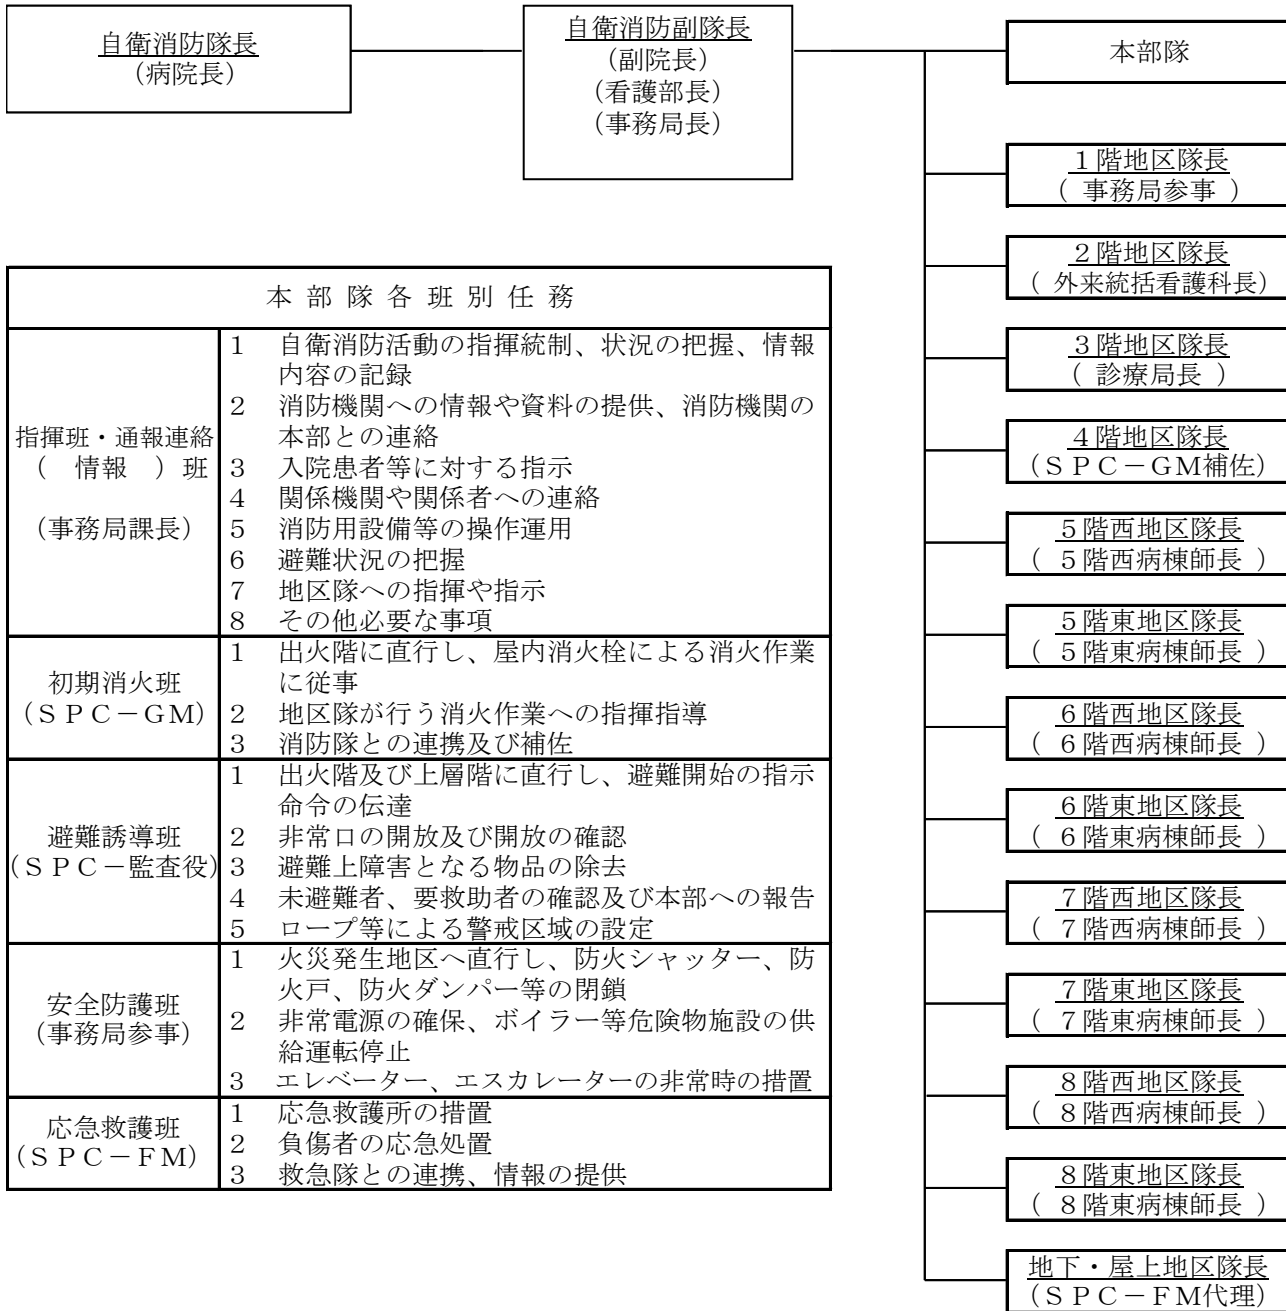 自衛消防隊長
(病院長)
自衛消防副隊長
(副院長)
(看護部長)
(事務局長)
本部隊
１階地区隊長
( 事務局参事 )
２階地区隊長
( 外来統括看護科長)
３階地区隊長
( 診療局長 )
４階地区隊長
(ＳＰＣ－ＧＭ補佐)
５階西地区隊長
( ５階西病棟師長 )
５階東地区隊長
( ５階東病棟師長 )
６階西地区隊長
( ６階西病棟師長 )
６階東地区隊長
( ６階東病棟師長 )
７階西地区隊長
( ７階西病棟師長 )
７階東地区隊長
( ７階東病棟師長 )
８階西地区隊長
( ８階西病棟師長 )
８階東地区隊長
( ８階東病棟師長 )
地下・屋上地区隊長
(ＳＰＣ－ＦＭ代理)
本 部 隊 各 班 別 任 務
指揮班・通報連絡
( 情報 ) 班
(事務局課長)
1 自衛消防活動の指揮統制、状況の把握、情報
内容の記録
2 消防機関への情報や資料の提供、消防機関の
本部との連絡
3 入院患者等に対する指示
4 関係機関や関係者への連絡
5 消防用設備等の操作運用
6 避難状況の把握
7 地区隊への指揮や指示
8 その他必要な事項
初期消火班
(ＳＰＣ－ＧＭ)
1 出火階に直行し、屋内消火栓による消火作業
に従事
2 地区隊が行う消火作業への指揮指導
3 消防隊との連携及び補佐
避難誘導班
(ＳＰＣ－監査役)
1 出火階及び上層階に直行し、避難開始の指示
命令の伝達
2 非常口の開放及び開放の確認
3 避難上障害となる物品の除去
4 未避難者、要救助者の確認及び本部への報告
5 ロープ等による警戒区域の設定
安全防護班
(事務局参事)
1 火災発生地区へ直行し、防火シャッター、防
火戸、防火ダンパー等の閉鎖
2 非常電源の確保、ボイラー等危険物施設の供
給運転停止
3 エレベーター、エスカレーターの非常時の措置
応急救護班
(ＳＰＣ－ＦＭ)
1 応急救護所の措置
2 負傷者の応急処置
3 救急隊との連携、情報の提供